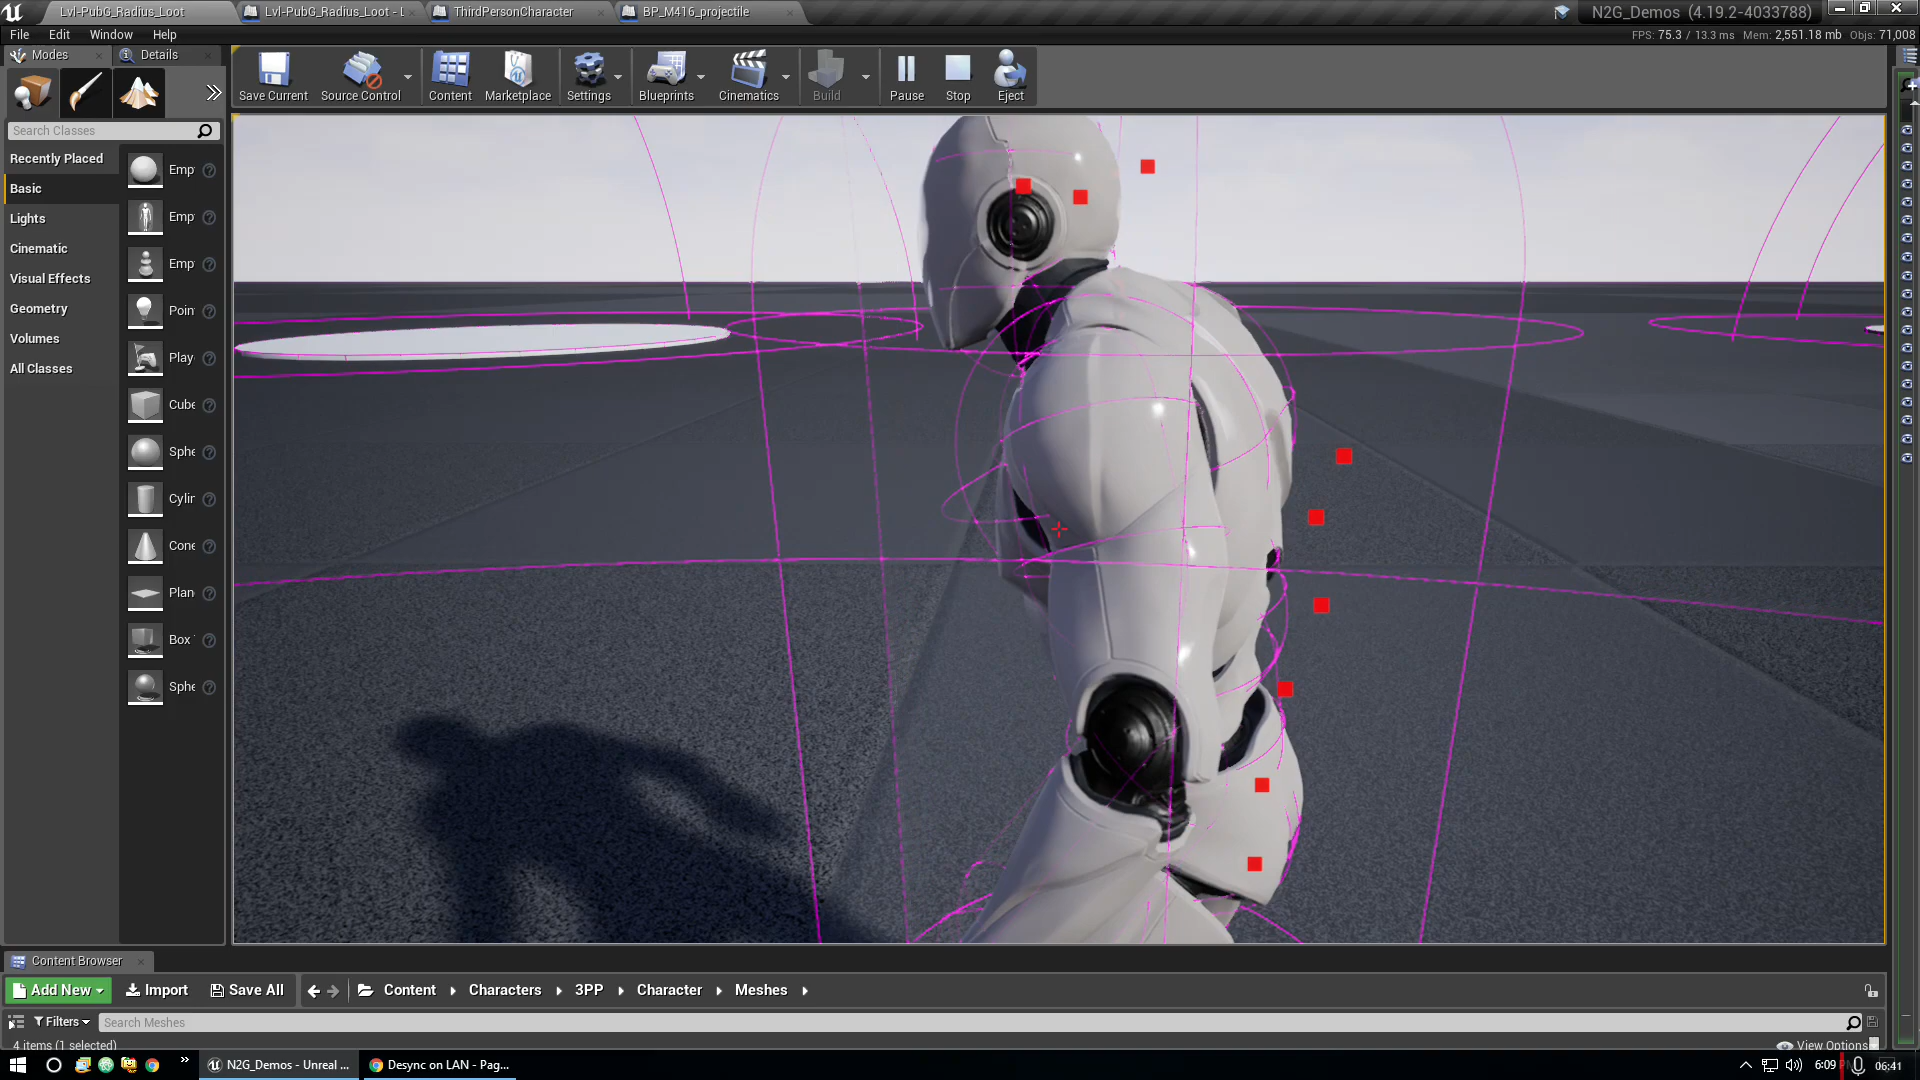 Lvl-PubG_Radius_Loot
Lvl-PubG_Radius_Loot - L
ThirdPersonCharacter
BP_M416_projectile
N2G_Demos (4.19.2-4033788)
File Edit Window Help
FPS: 75.3 / 13.3 ms Mem: 2,551.18 mb Objs: 71,008
Modes
Details
Save Current
Source Control
Content
Marketplace
Settings
Blueprints
Cinematics
Build
Pause
Stop
Eject
Search Classes
Recently Placed
Basic
Lights
Cinematic
Visual Effects
Geometry
Volumes
All Classes
Emp
Emp
Emp
Poin
Play
Cube
Sphe
Cylin
Cone
Plan
Box
Sphe
Content Browser
Add New
Import
Save All
Content
Characters
3PP
Character
Meshes
Filters
Search Meshes
4 items (1 selected)
View Options
N2G_Demos - Unreal ...
Desync on LAN - Pag...
6:09
06:41